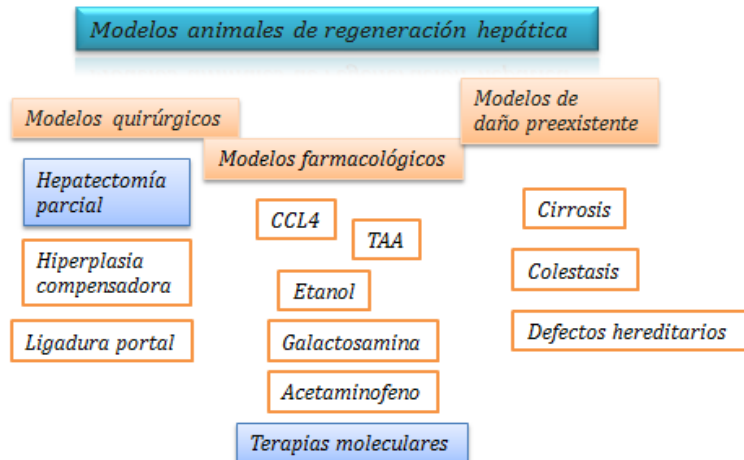 Modelos animales de regeneración hepática
Modelos quirúrgicos
Hepatectomía
parcial
Hiperplasia
compensadora
Ligadura portal
Modelos farmacológicos
CCL4
TAA
Etanol
Galactosamina
Acetaminofeno
Terapias moleculares
Modelos de
daño preexistente
Cirrosis
Colestasis
Defectos hereditarios